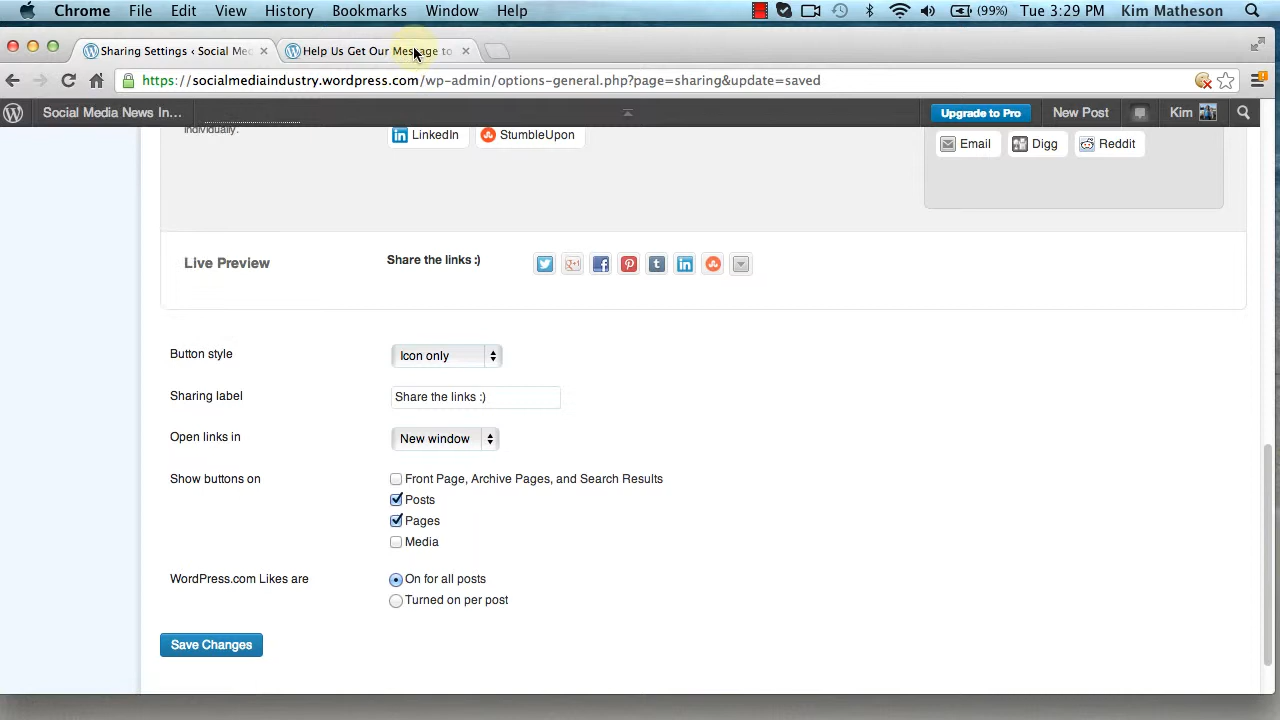 Chrome File Edit View History Bookmarks Window Help (99%) Tue 3:29 PM Kim Matheson
Sharing Settings ‹ Social Me Help Us Get Our Message to
https://socialmediaindustry.wordpress.com/wp-admin/options-general.php?page=sharing&update=saved
Social Media News In... Upgrade to Pro New Post Kim
individually.
LinkedIn StumbleUpon
Email Digg Reddit
Live Preview Share the links :)
Button style Icon only
Sharing label Share the links :)
Open links in New window
Show buttons on Front Page, Archive Pages, and Search Results
Posts
Pages
Media
WordPress.com Likes are On for all posts
Turned on per post
Save Changes